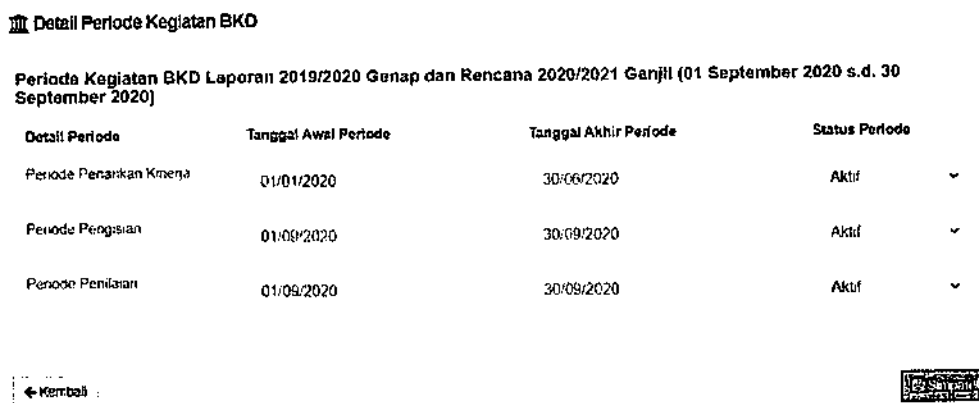 Detail Periode Kegiatan BKD
Periode Kegiatan BKD Laporan 2019/2020 Genap dan Rencana 2020/2021 Ganjil (01 September 2020 s.d. 30
September 2020)
Detail Periode Tanggal Awal Periode Tanggal Akhir Periode Status Periode
Periode Penarikan Kinerja 01/01/2020 30/06/2020 Aktif
Periode Pengisian 01/09/2020 30/09/2020 Aktif
Periode Penilaian 01/09/2020 30/09/2020 Aktif
Kembali Simpan